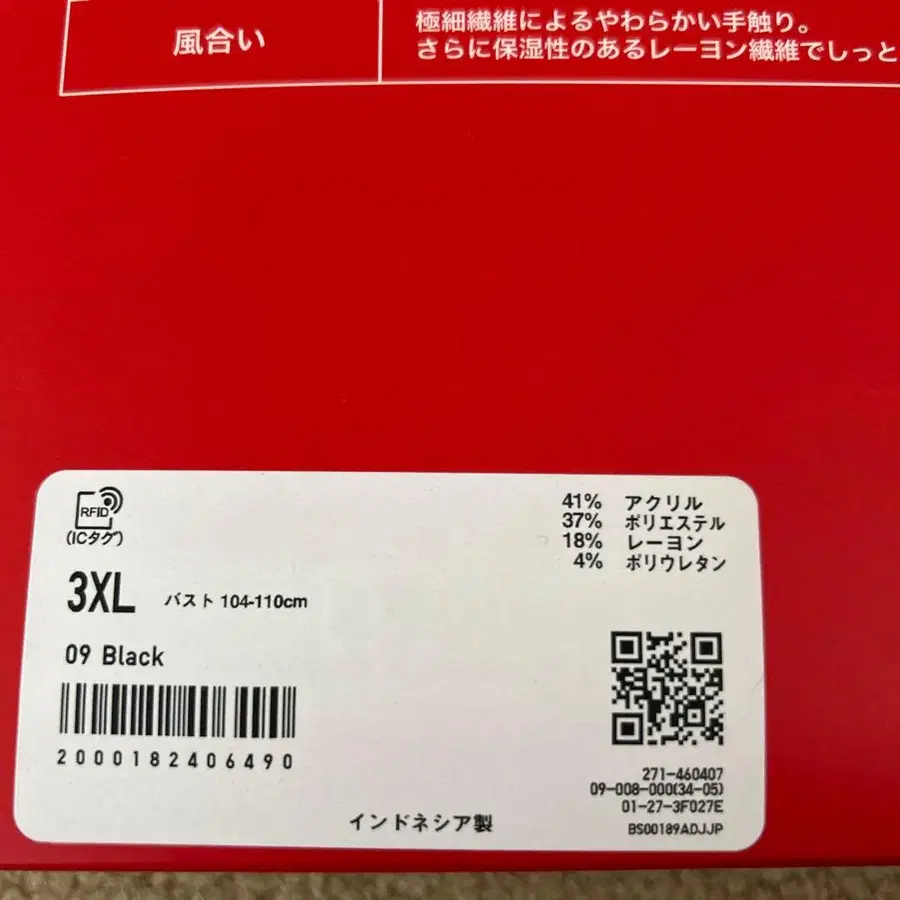 風合い
極細繊維によるやわらかい手触り。
さらに保湿性のあるレーヨン繊維でしっと
RFID
(ICタグ)
41% アクリル
37% ポリエステル
18% レーヨン
4% ポリウレタン
3XL バスト 104-110cm
09 Black
2000182406490
271-460407
09-008-000(34-05)
01-27-3F027E
BS00189ADJJP
インドネシア製